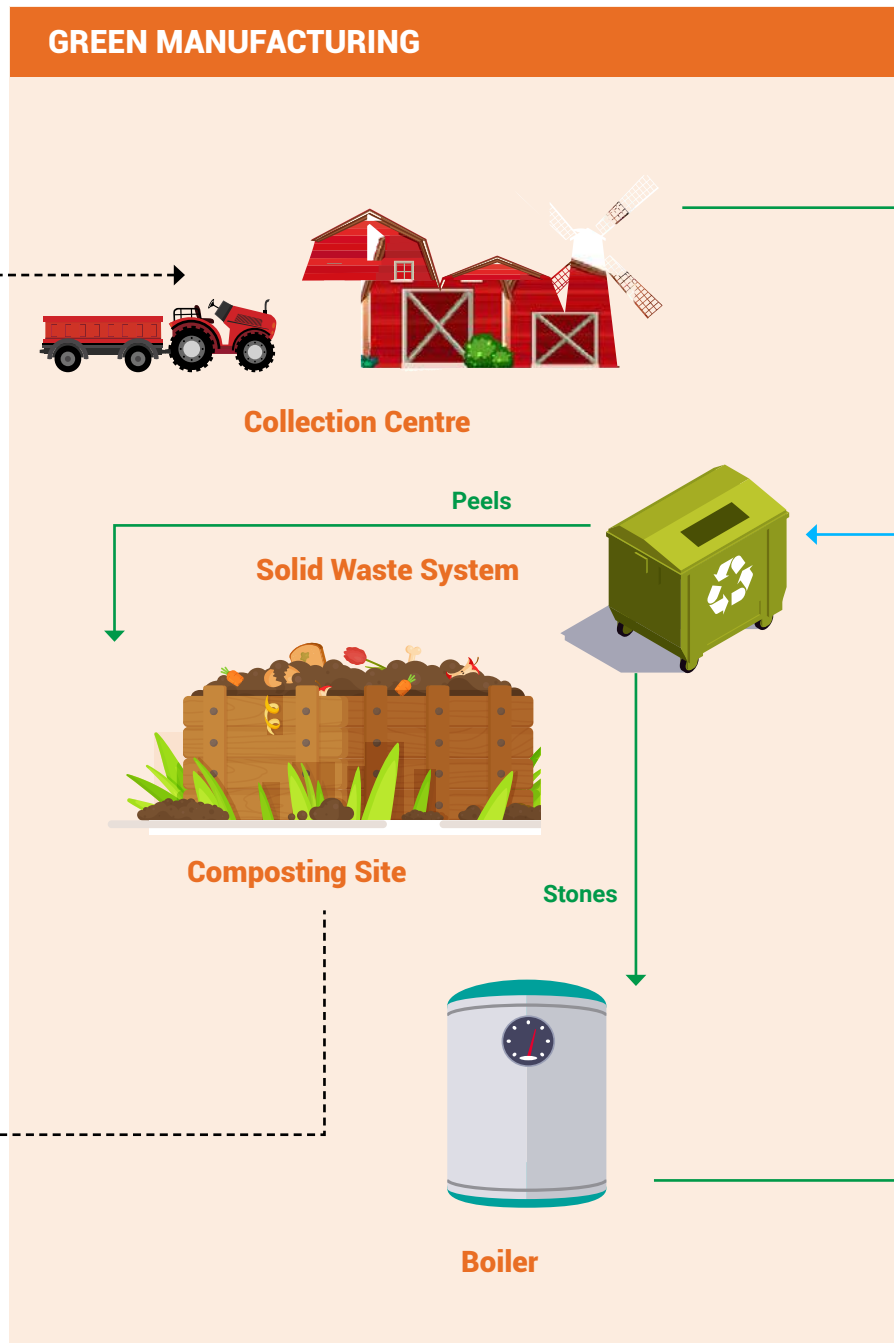 GREEN MANUFACTURING
Collection Centre
Peels
Solid Waste System
Composting Site
Stones
Boiler